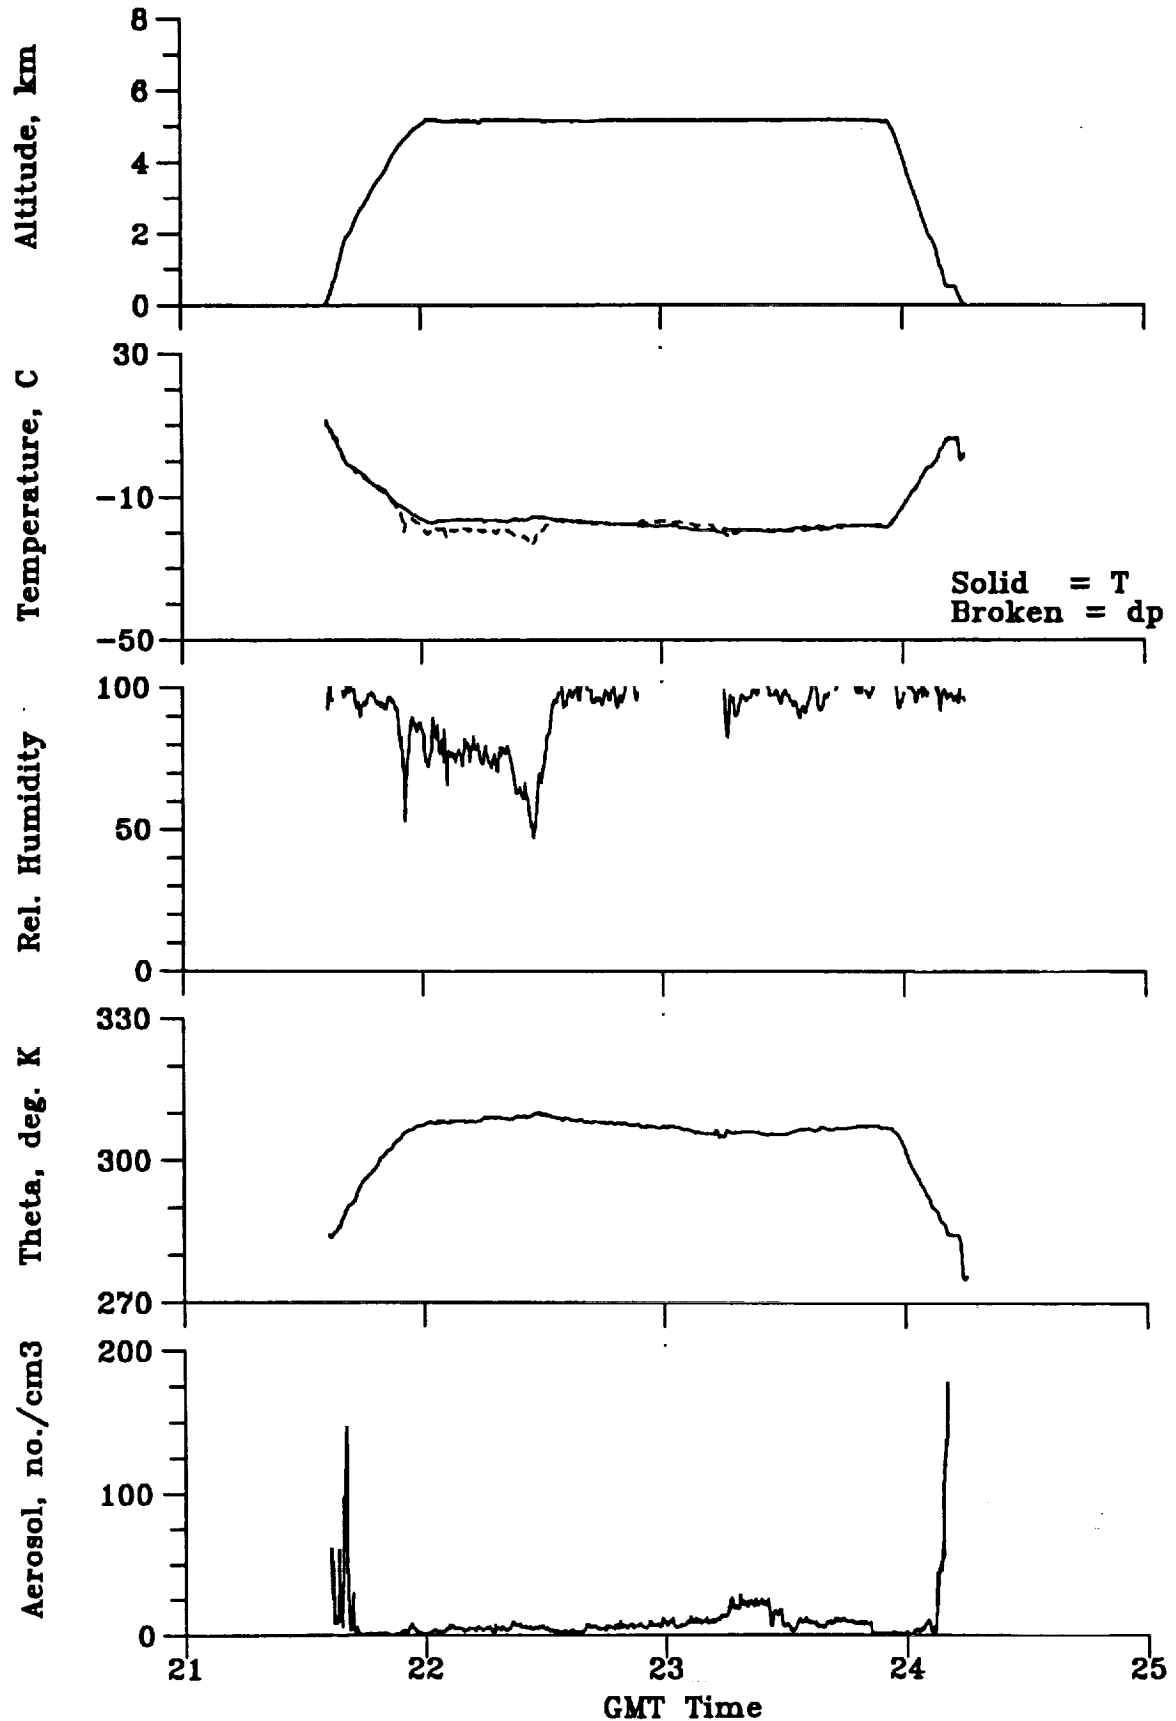 Altitude, km
8
6
4
2
0
Temperature, C
30
-10
-50
Solid = T
Broken = dp
Rel. Humidity
100
50
0
Theta, deg. K
330
300
270
Aerosol, no./cm3
200
100
0
21 22 23 24 25
GMT Time